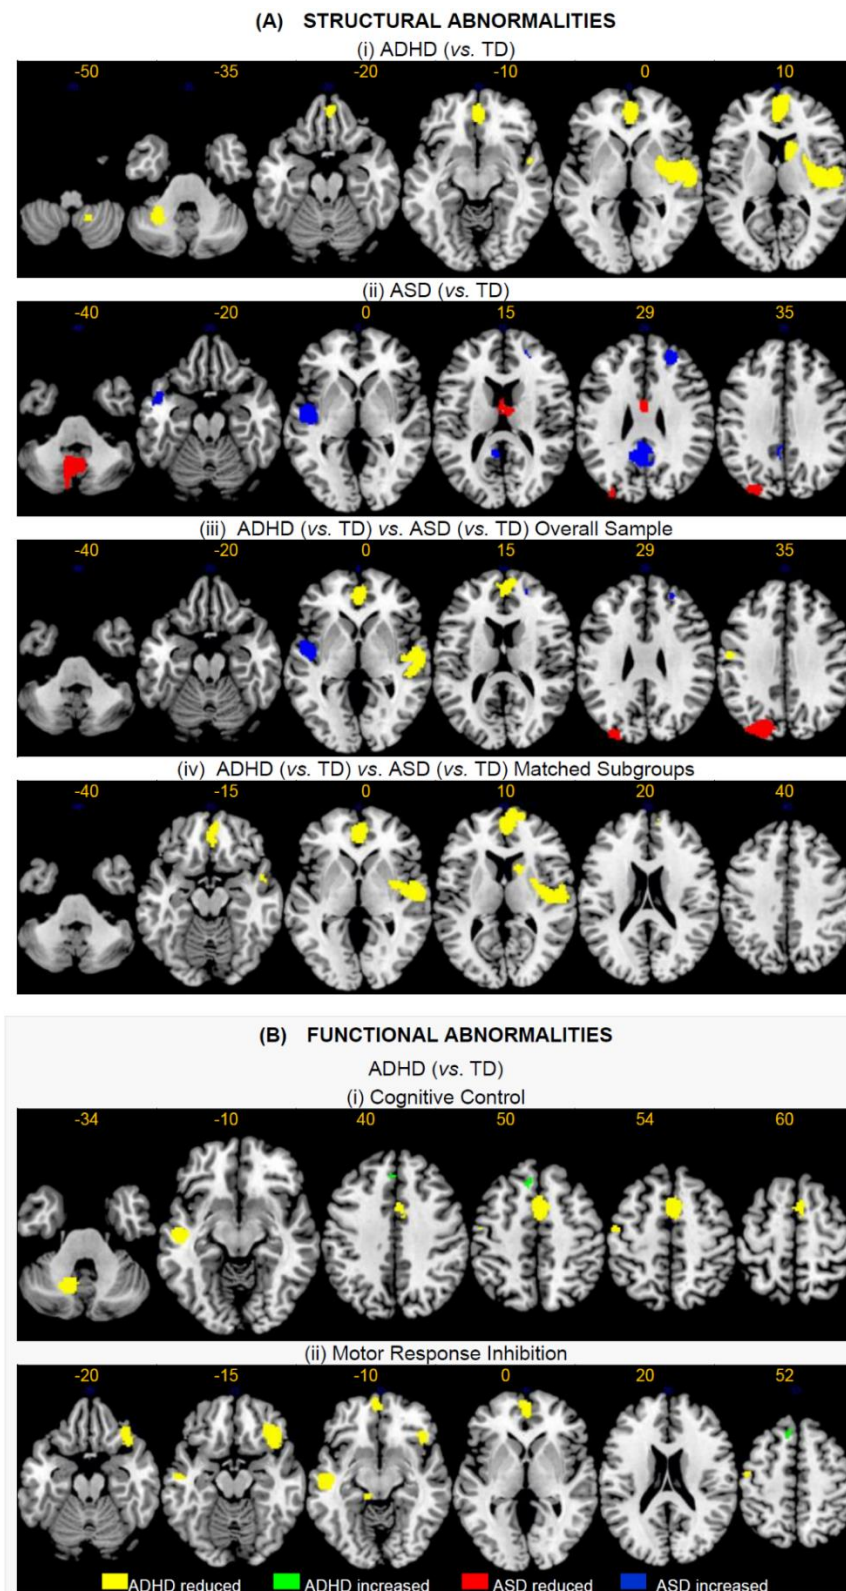 (A) STRUCTURAL ABNORMALITIES
(i) ADHD (vs. TD)
-50 -35 -20 -10 0 10
(ii) ASD (vs. TD)
-40 -20 0 15 29 35
(iii) ADHD (vs. TD) vs. ASD (vs. TD) Overall Sample
-40 -20 0 15 29 35
(iv) ADHD (vs. TD) vs. ASD (vs. TD) Matched Subgroups
-40 -15 0 10 20 40
(B) FUNCTIONAL ABNORMALITIES
ADHD (vs. TD)
(i) Cognitive Control
-34 -10 40 50 54 60
(ii) Motor Response Inhibition
-20 -15 -10 0 20 52
ADHD reduced ADHD increased ASD reduced ASD increased